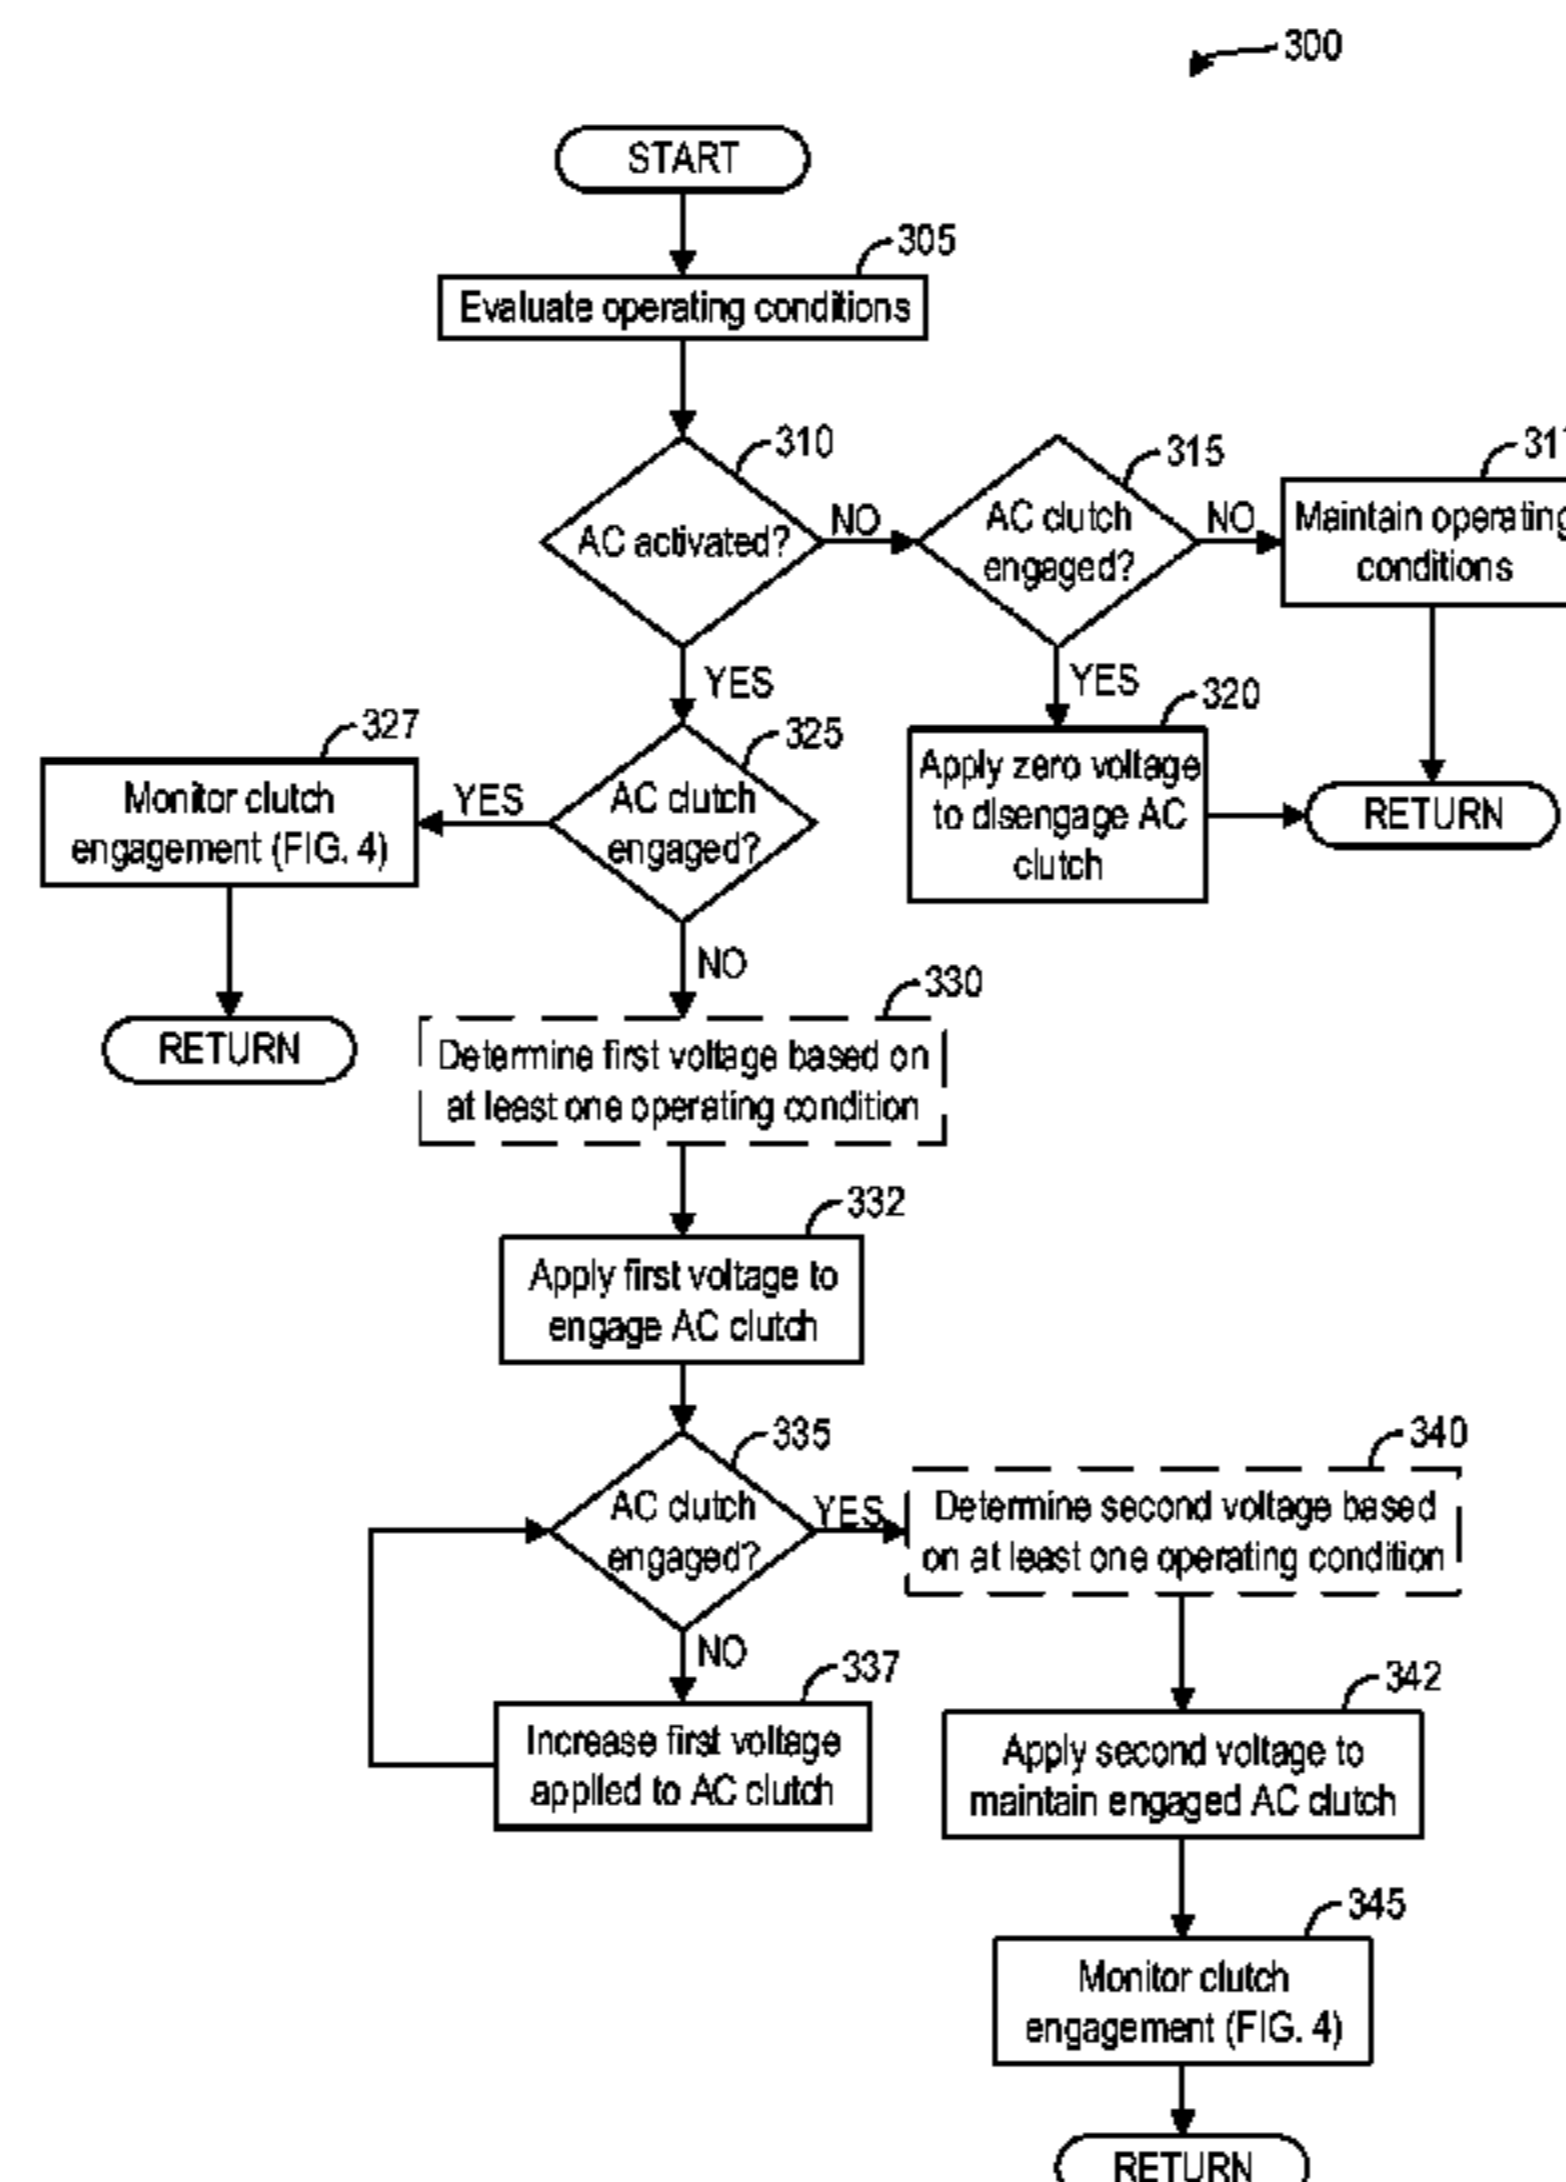 300
START
305
Evaluate operating conditions
310
AC activated?
NO
315
AC clutch
engaged?
NO
Maintain operating
conditions
YES
YES
320
Apply zero voltage
to disengage AC
clutch
RETURN
327
Monitor clutch
engagement (FIG. 4)
YES
325
AC clutch
engaged?
RETURN
NO
330
Determine first voltage based on
at least one operating condition
332
Apply first voltage to
engage AC clutch
335
AC clutch
engaged?
YES
340
Determine second voltage based
on at least one operating condition
NO
337
Increase first voltage
applied to AC clutch
342
Apply second voltage to
maintain engaged AC clutch
345
Monitor clutch
engagement (FIG. 4)
RETURN